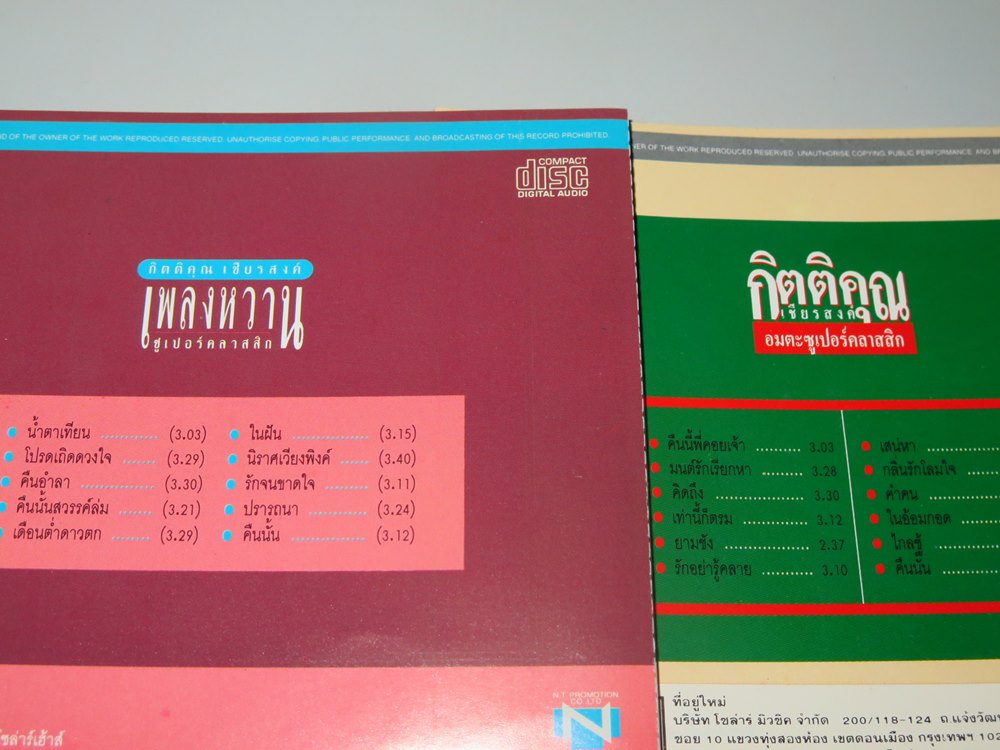 D OF THE OWNER OF THE WORK REPRODUCED RESERVED. UNAUTHORISE COPYING, PUBLIC PERFORMANCE. AND BROADCASTING OF THIS RECORD PROHIBITED.
COMPACT
disc
DIGITAL AUDIO
กิตติคุณ เชียรสงค์
เพลงหวาน
ซูเปอร์คลาสสิก
น้ำตาเทียน ............ (3.03)
โปรดเถิดดวงใจ ........ (3.29)
คืนอำลา ............ (3.30)
คืนนั้นสวรรค์ล่ม ........ (3.21)
เดือนต่ำดาวตก ........ (3.29)
ในฝัน ............ (3.15)
นิราศเวียงพิงค์ ........ (3.40)
รักจนขาดใจ ........ (3.11)
ปรารถนา ............ (3.24)
คืนนั้น ............ (3.12)
N.T. PROMOTION
CO.,LTD.
N
โซล่าร์เฮ้าส์
NER OF THE WORK REPRODUCED RESERVED. UNAUTHORISE COPYING, PUBLIC PERFORMANCE. AND BR
กิตติคุณ
เชียรสงค์
อมตะซูเปอร์คลาสสิก
คืนนี้พี่คอยเจ้า ............ 3.03
มนต์รักเรียกหา ............ 3.28
คิดถึง ............ 3.30
เท่านี้ก็ตรม ............ 3.12
ยามชัง ............ 2.37
รักอย่ารู้คลาย ............ 3.10
เสน่หา
กลิ่นรักโลมใจ
ค่ำคน
ในอ้อมกอด
ไกลชู้
คืนนั้น
ที่อยู่ใหม่
บริษัท โซล่าร์ มิวซิค จำกัด 200/118-124 ถ.แจ้งวัฒ
ซอย 10 แขวงทุ่งสองห้อง เขตดอนเมือง กรุงเทพฯ 102